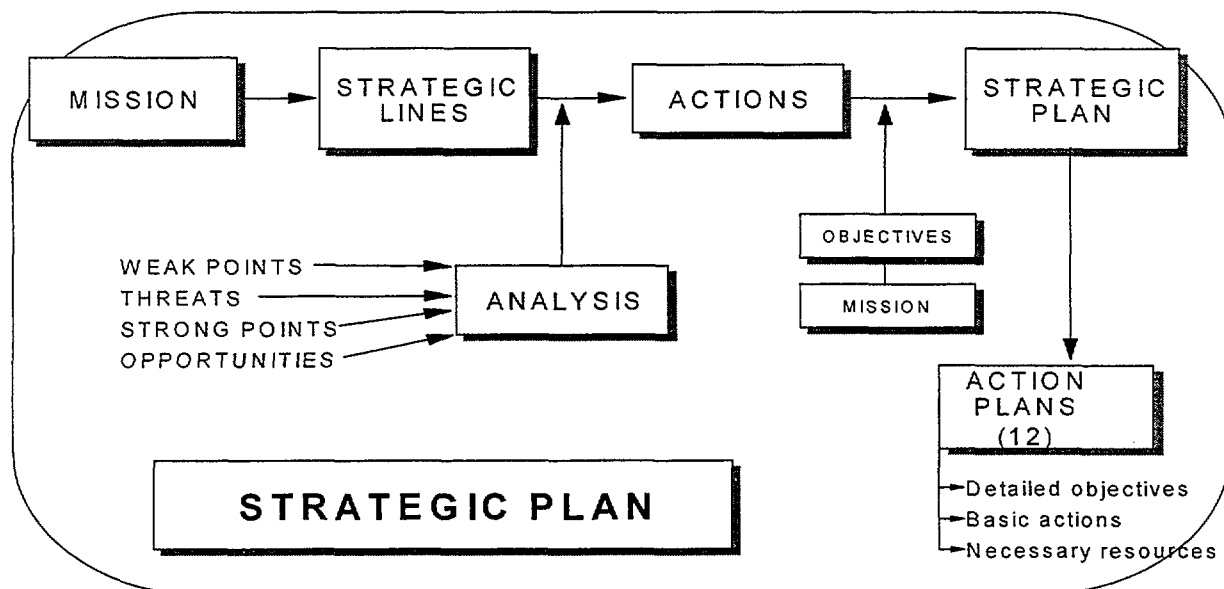 MISSION
STRATEGIC
LINES
ACTIONS
STRATEGIC
PLAN
OBJECTIVES
MISSION
WEAK POINTS
THREATS
STRONG POINTS
OPPORTUNITIES
ANALYSIS
ACTION
PLANS
(12)
Detailed objectives
Basic actions
Necessary resources
STRATEGIC PLAN